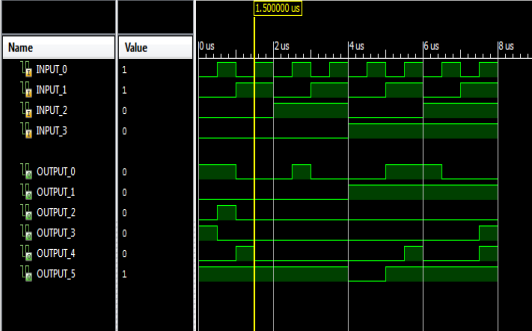 1.500000 us
Name Value 0 us 2 us 4 us 6 us 8 us
INPUT_0 1
INPUT_1 1
INPUT_2 0
INPUT_3 0
OUTPUT_0 0
OUTPUT_1 0
OUTPUT_2 0
OUTPUT_3 0
OUTPUT_4 0
OUTPUT_5 1